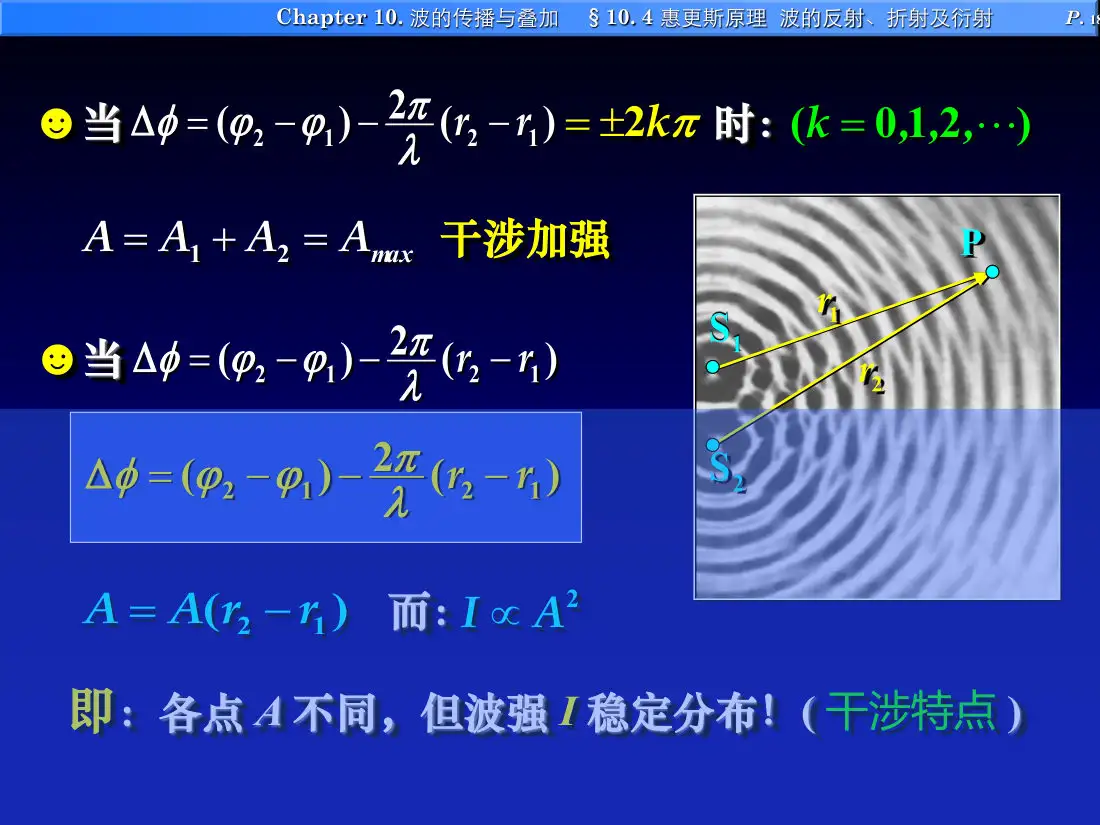 Chapter 10. 波的传播与叠加 §10. 4 惠更斯原理 波的反射、折射及衍射 P.
当 Δϕ = (φ₂ − φ₁) − 2π/λ (r₂ − r₁) = ±2kπ 时: (k = 0,1,2,⋯)
A = A₁ + A₂ = Amax 干涉加强
P
r₁
S₁
当 Δϕ = (φ₂ − φ₁) − 2π/λ (r₂ − r₁)
r₂
S₂
Δϕ = (φ₂ − φ₁) − 2π/λ (r₂ − r₁)
A = A(r₂ − r₁) 而: I ∝ A²
即: 各点 A 不同，但波强 I 稳定分布！( 干涉特点 )